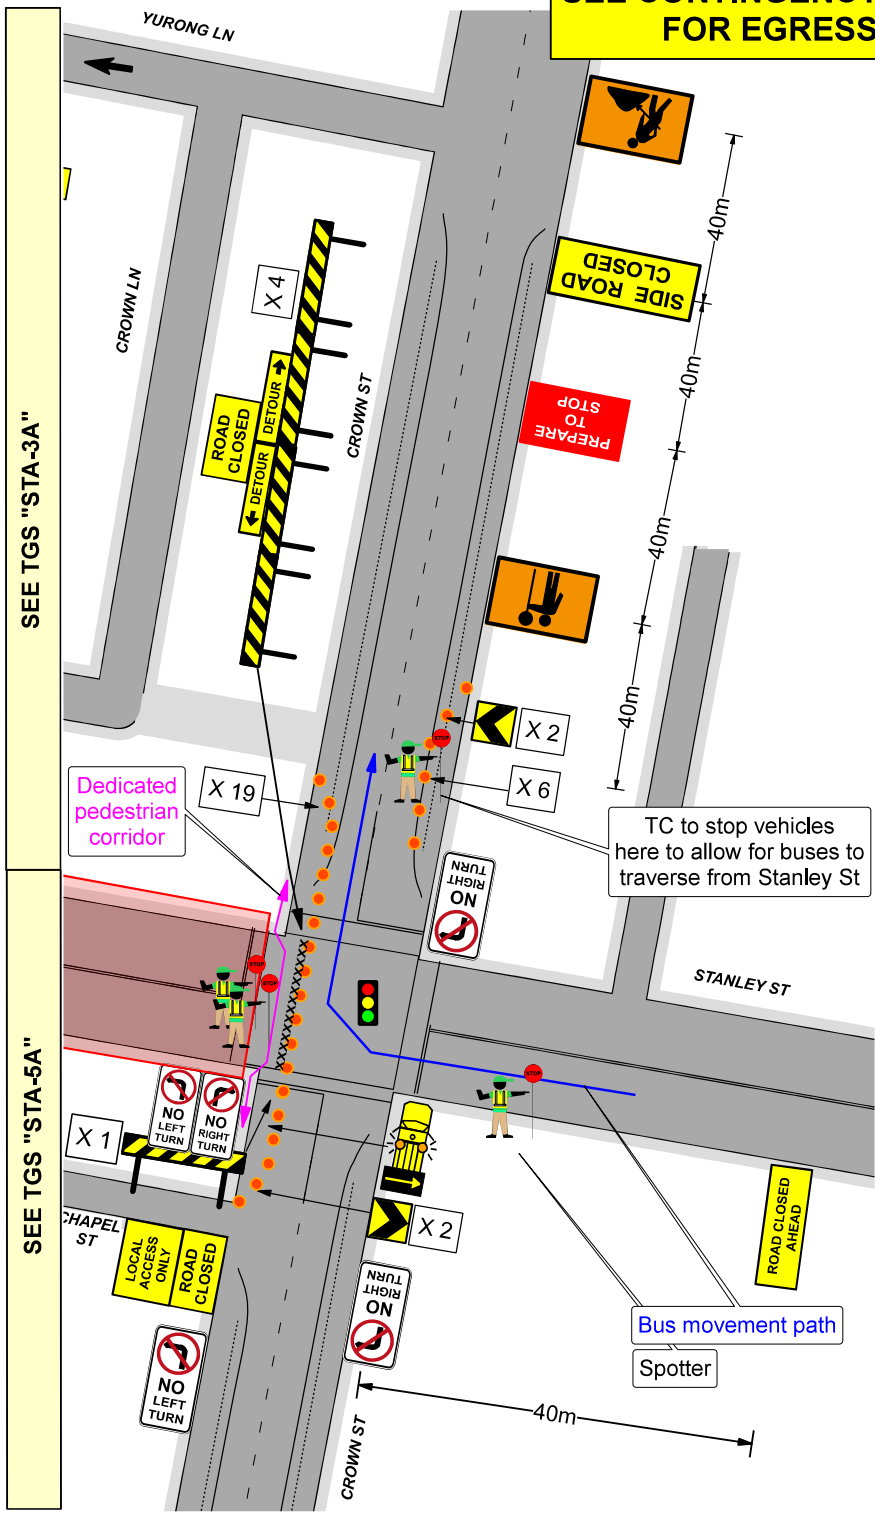 SEE CONTINGENCY
FOR EGRESS
YURONG LN
40m
SIDE ROAD
CLOSED
X 4
CROWN LN
DETOUR
ROAD
CLOSED
DETOUR
CROWN ST
40m
PREPARE
TO
STOP
SEE TGS "STA-3A"
40m
40m
X 2
STOP
X 6
Dedicated
pedestrian
corridor
X 19
TC to stop vehicles
here to allow for buses to
traverse from Stanley St
NO
RIGHT
TURN
STOP
STOP
STANLEY ST
STOP
NO
LEFT
TURN
NO
RIGHT
TURN
X 1
SEE TGS "STA-5A"
CHAPEL
ST
X 2
ROAD CLOSED
AHEAD
LOCAL
ACCESS
ONLY
ROAD
CLOSED
NO
RIGHT
TURN
Bus movement path
Spotter
NO
LEFT
TURN
40m
CROWN ST